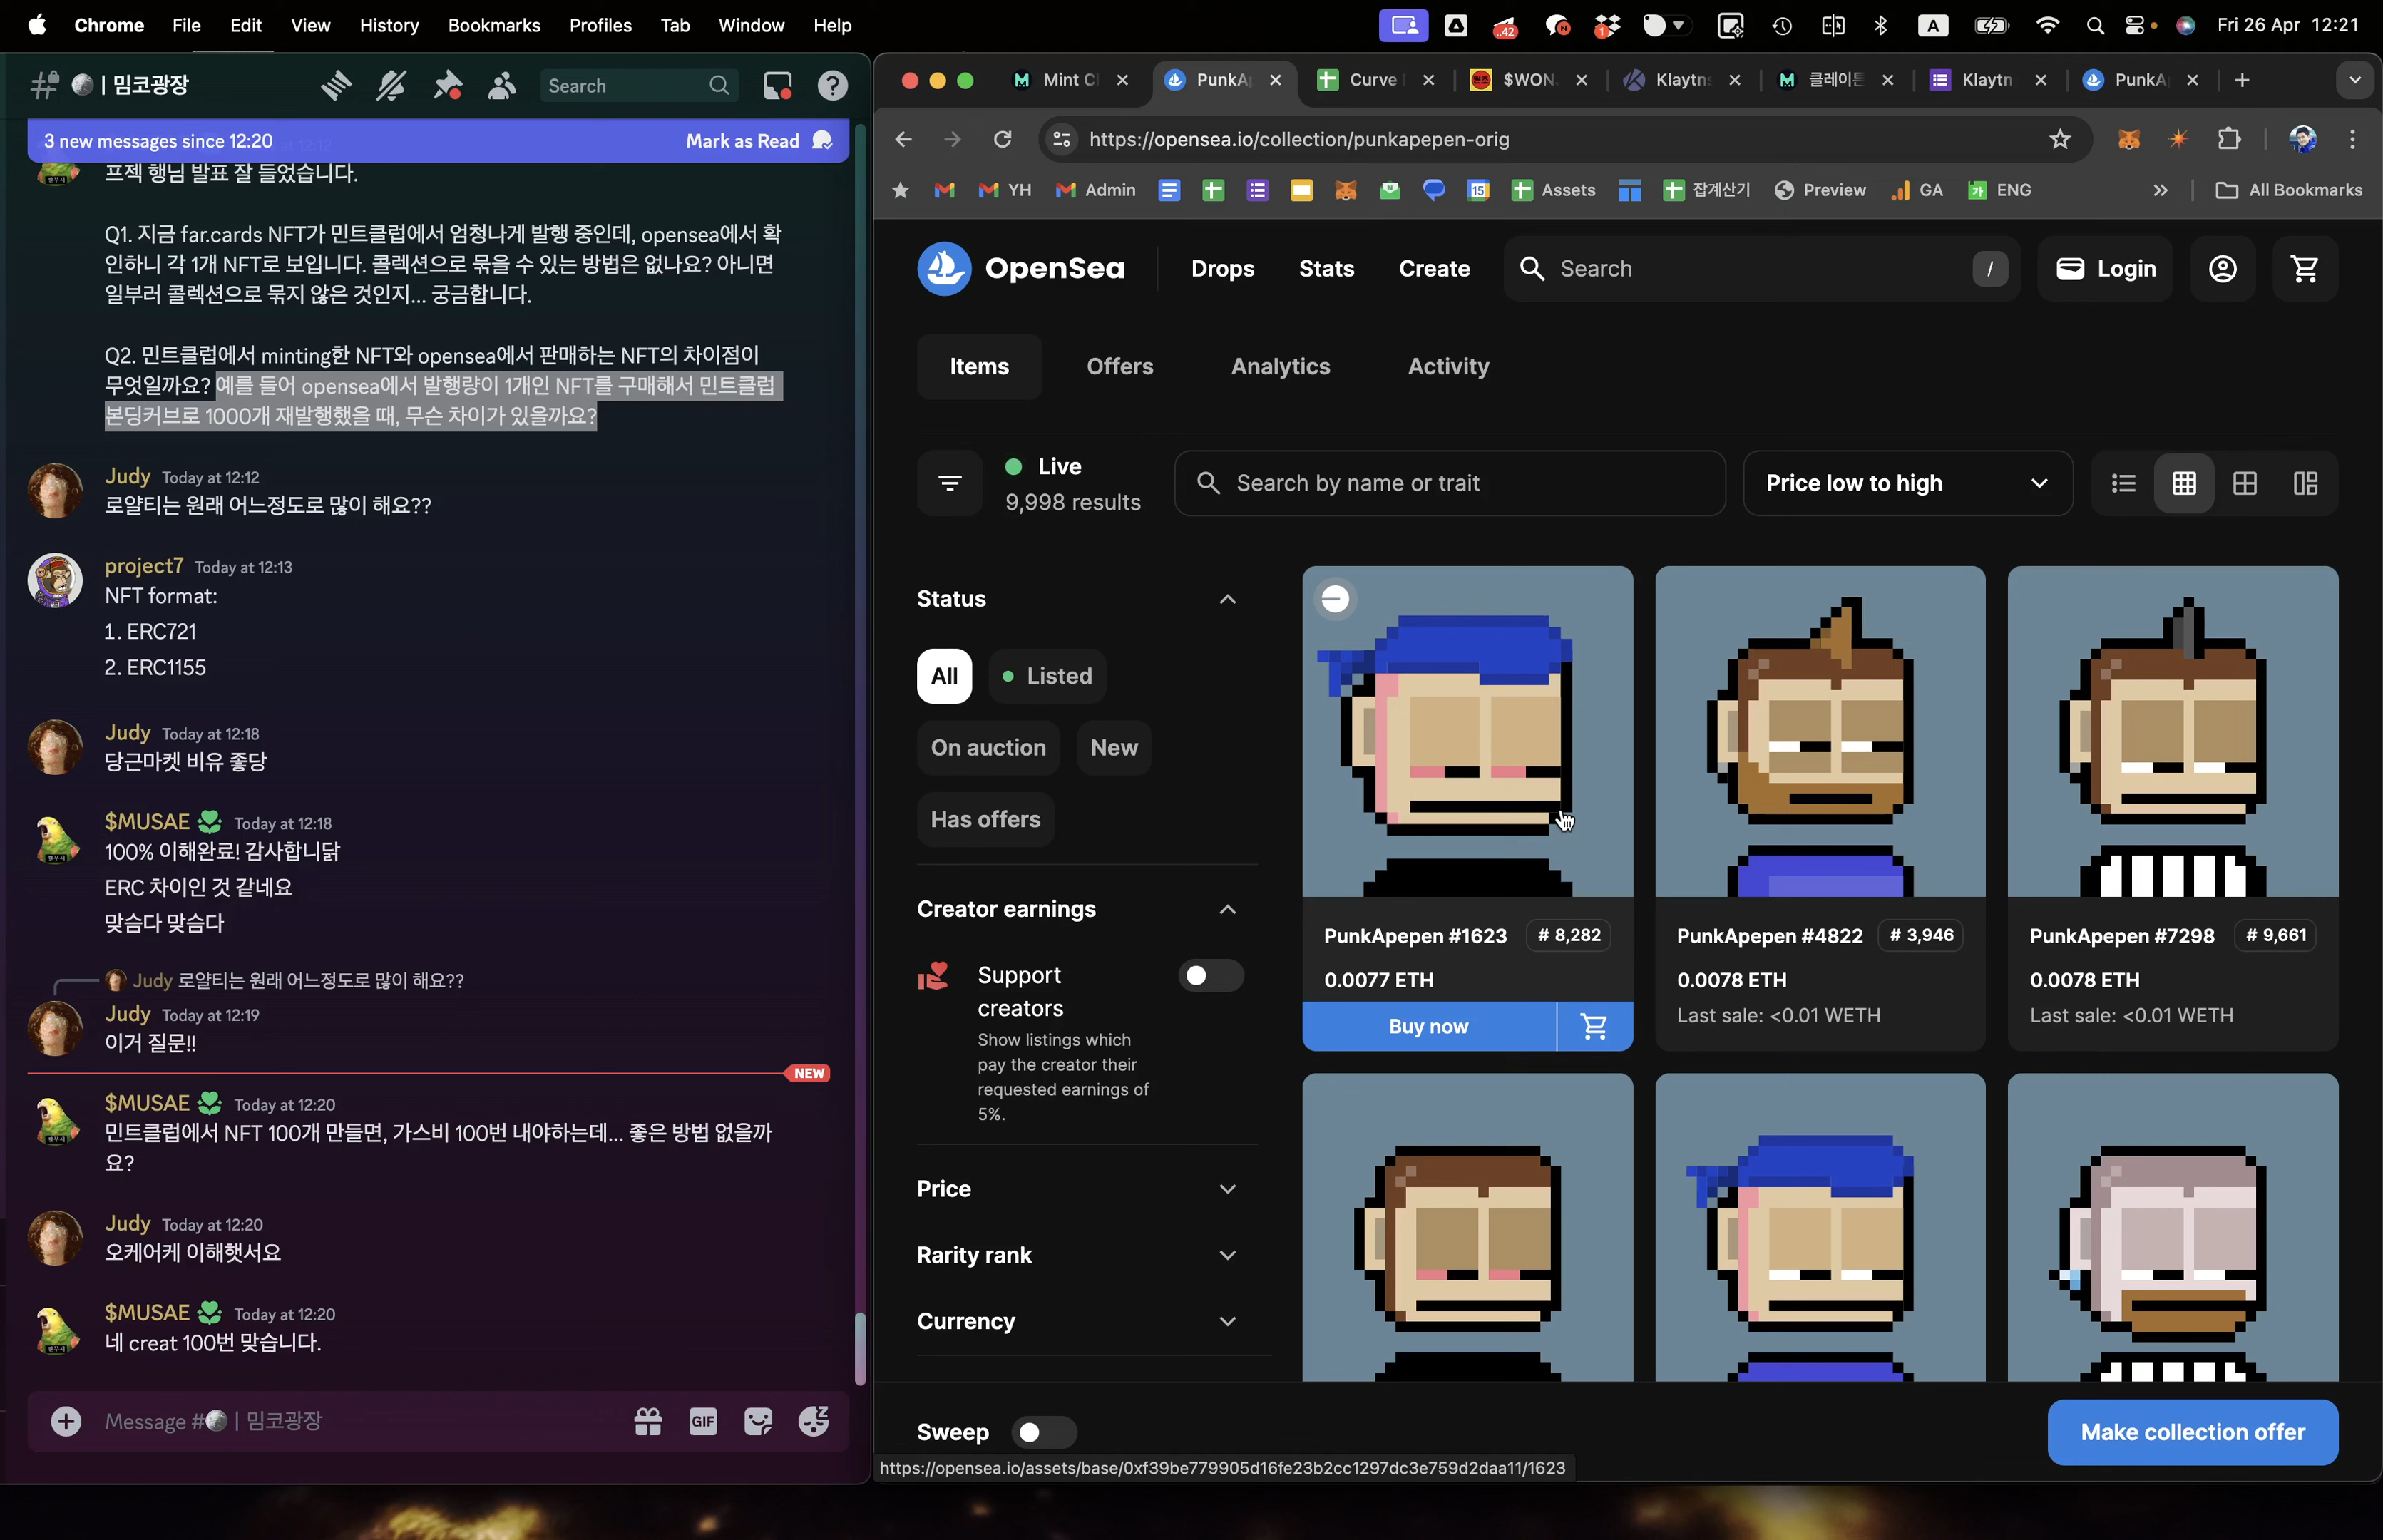 Chrome File Edit View History Bookmarks Profiles Tab Window Help
42
N
1
A
Fri 26 Apr 12:21
| 밈코광장
Search
3 new messages since 12:20
Mark as Read
프젝 행님 발표 잘 들었습니다.
Q1. 지금 far.cards NFT가 민트클럽에서 엄청나게 발행 중인데, opensea에서 확
인하니 각 1개 NFT로 보입니다. 콜렉션으로 묶을 수 있는 방법은 없나요? 아니면
일부러 콜렉션으로 묶지 않은 것인지... 궁금합니다.
Q2. 민트클럽에서 minting한 NFT와 opensea에서 판매하는 NFT의 차이점이
무엇일까요? 예를 들어 opensea에서 발행량이 1개인 NFT를 구매해서 민트클럽
본딩커브로 1000개 재발행했을 때, 무슨 차이가 있을까요?
Judy Today at 12:12
로얄티는 원래 어느정도로 많이 해요??
project7 Today at 12:13
NFT format:
1. ERC721
2. ERC1155
Judy Today at 12:18
당근마켓 비유 좋당
$MUSAE Today at 12:18
100% 이해완료! 감사합니닭
ERC 차이인 것 같네요
맞슴다 맞슴다
Judy 로얄티는 원래 어느정도로 많이 해요??
Judy Today at 12:19
이거 질문!!
NEW
$MUSAE Today at 12:20
민트클럽에서 NFT 100개 만들면, 가스비 100번 내야하는데... 좋은 방법 없을까
요?
Judy Today at 12:20
오케어케 이해햇서요
$MUSAE Today at 12:20
네 creat 100번 맞습니다.
Message # | 밈코광장
GIF
Mint Cl
PunkA
Curve
$WON
Klaytn
클레이튼
Klaytn
PunkA
https://opensea.io/collection/punkapepen-orig
YH
Admin
15
Assets
잡계산기
Preview
GA
ENG
All Bookmarks
OpenSea
Drops
Stats
Create
Search
/
Login
Items
Offers
Analytics
Activity
Live
9,998 results
Search by name or trait
Price low to high
Status
All
Listed
On auction
New
Has offers
Creator earnings
Support
creators
Show listings which
pay the creator their
requested earnings of
5%.
Price
Rarity rank
Currency
PunkApepen #1623
# 8,282
0.0077 ETH
Buy now
PunkApepen #4822
# 3,946
0.0078 ETH
Last sale: <0.01 WETH
PunkApepen #7298
# 9,661
0.0078 ETH
Last sale: <0.01 WETH
Sweep
Make collection offer
https://opensea.io/assets/base/0xf39be779905d16fe23b2cc1297dc3e759d2daa11/1623